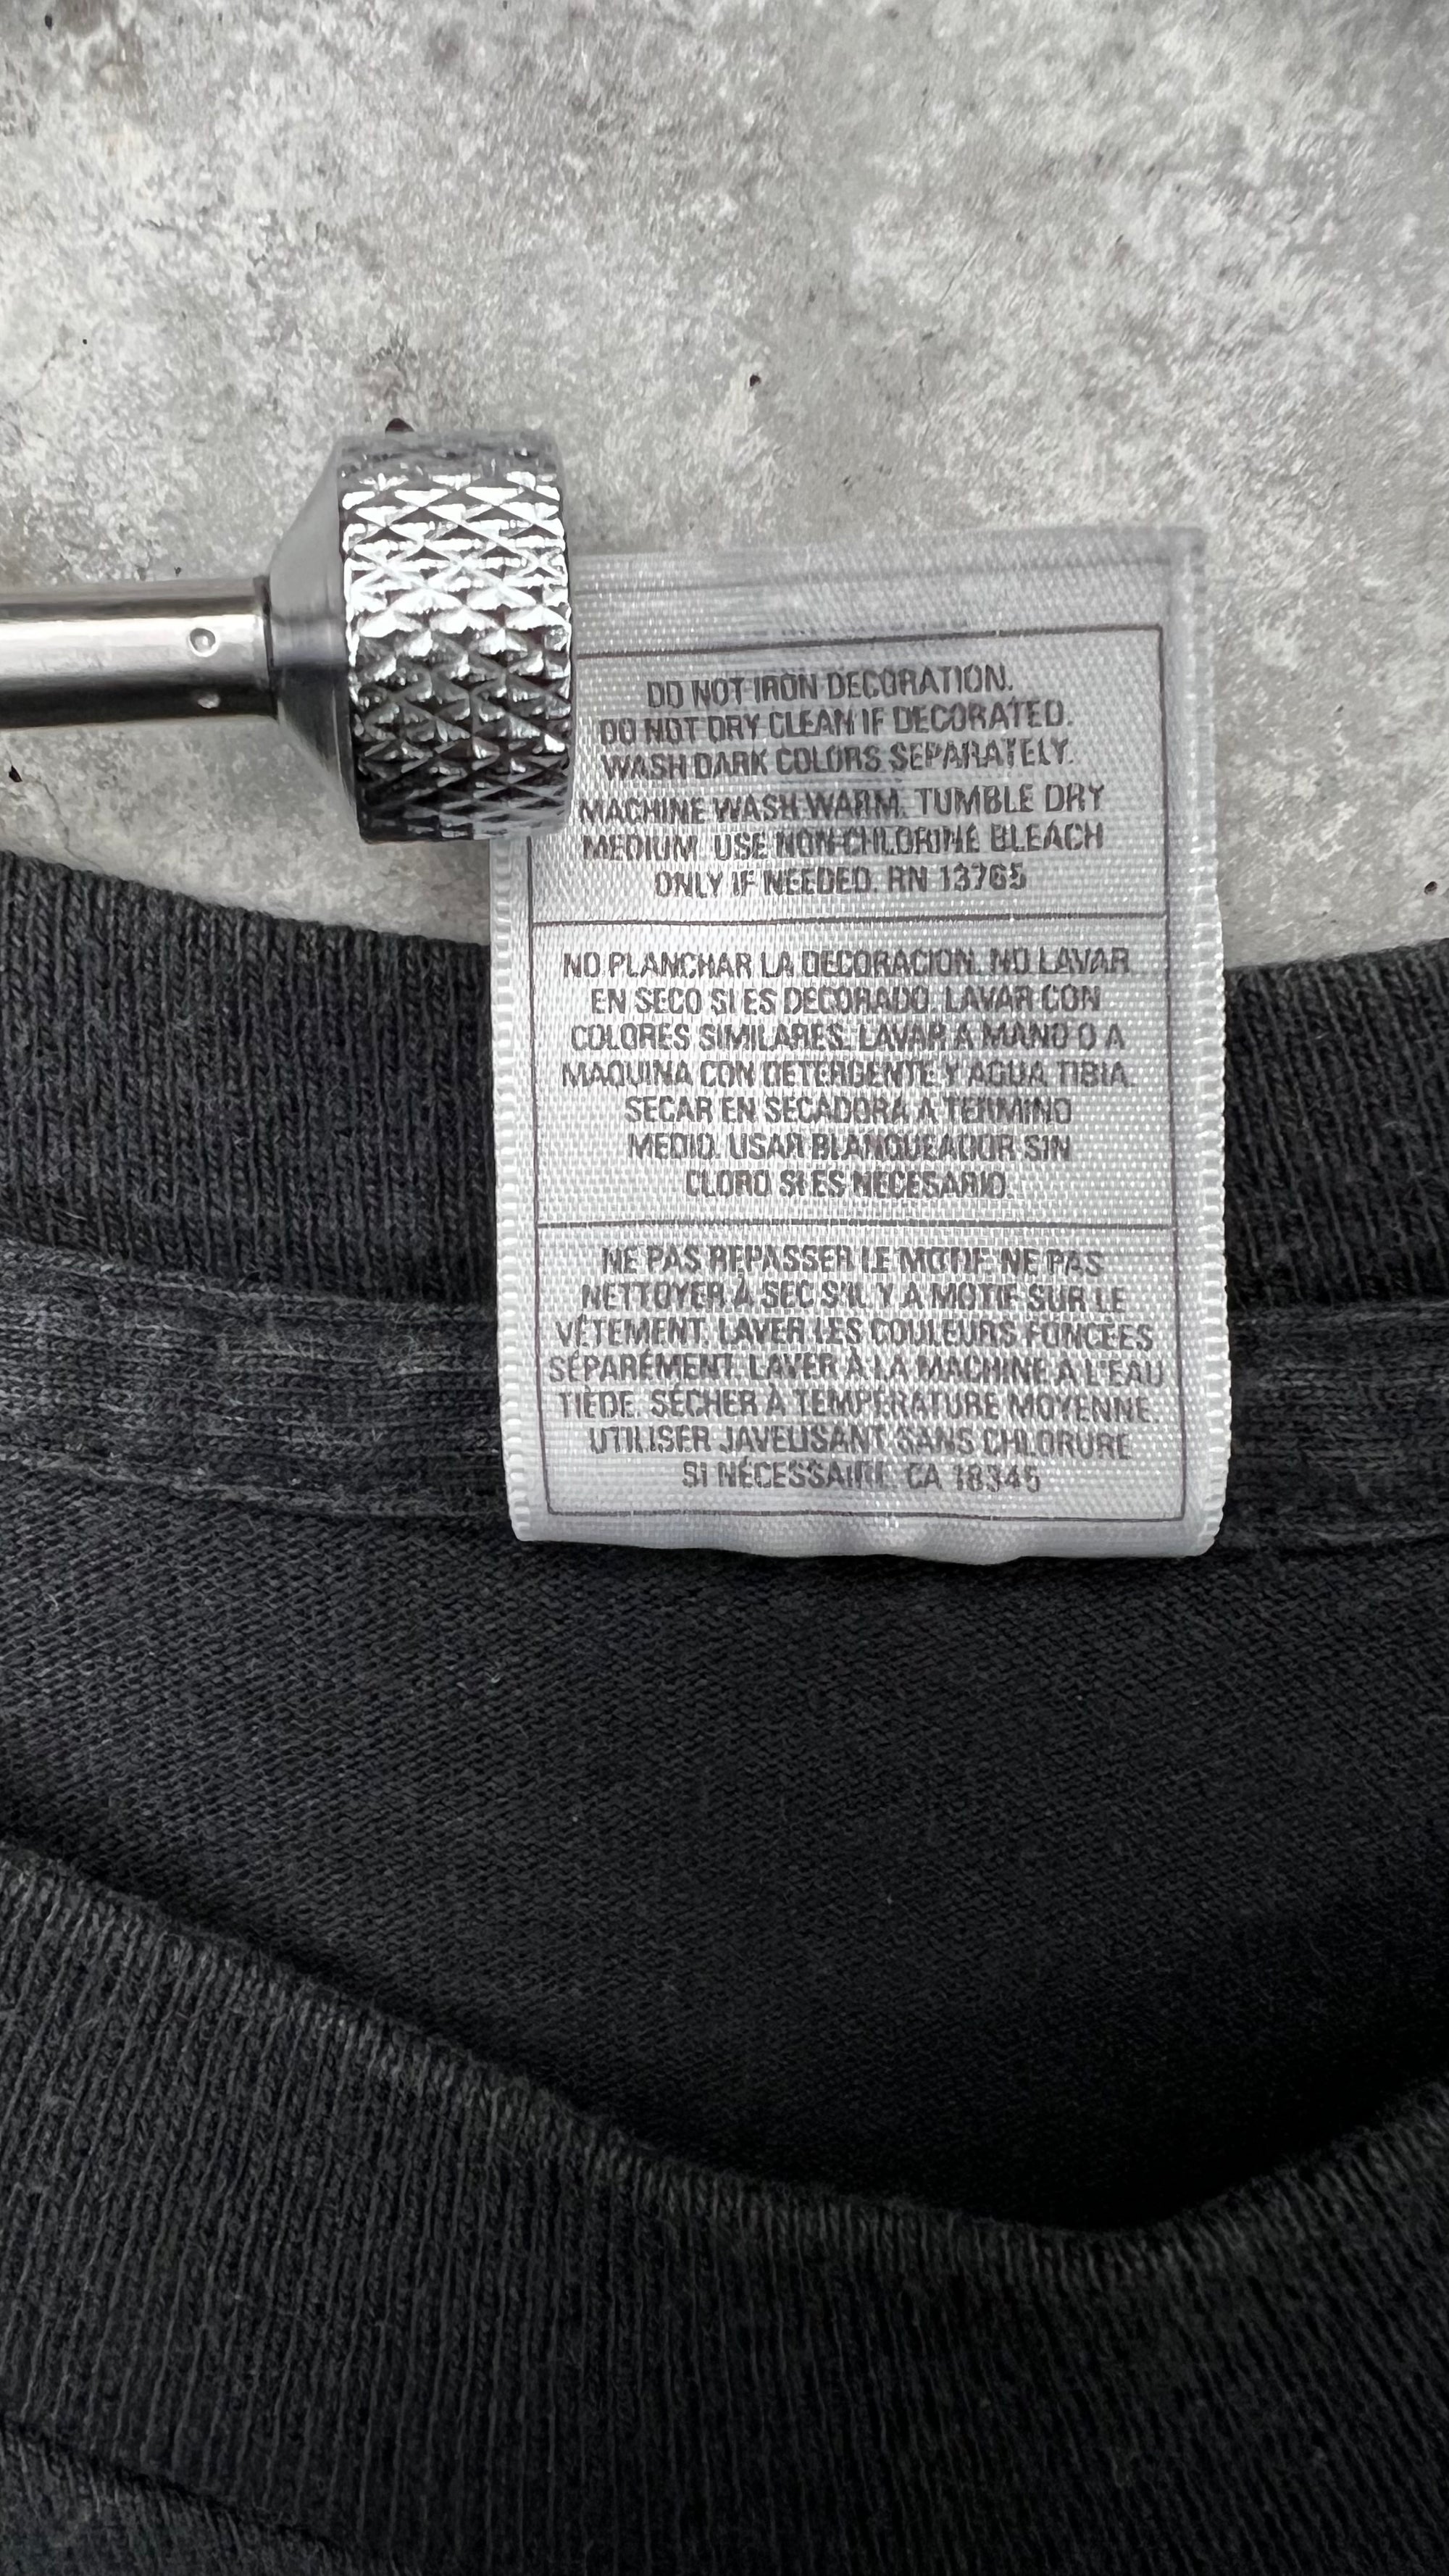 DO NOT IRON DECORATION.
DO NOT DRY CLEAN IF DECORATED.
WASH DARK COLORS SEPARATELY.
MACHINE WASH WARM. TUMBLE DRY
MEDIUM. USE NON-CHLORINE BLEACH
ONLY IF NEEDED. RN 13765
NO PLANCHAR LA DECORACION. NO LAVAR
EN SECO SI ES DECORADO. LAVAR CON
COLORES SIMILARES. LAVAR A MANO O A
MAQUINA CON DETERGENTE Y AGUA TIBIA.
SECAR EN SECADORA A TERMINO
MEDIO. USAR BLANQUEADOR SIN
CLORO SI ES NECESARIO.
NE PAS REPASSER LE MOTIF. NE PAS
NETTOYER À SEC S'IL Y A MOTIF SUR LE
VÊTEMENT. LAVER LES COULEURS FONCÉES
SÉPARÉMENT. LAVER À LA MACHINE À L'EAU
TIÈDE. SÉCHER À TEMPÉRATURE MOYENNE.
UTILISER JAVELISANT SANS CHLORURE
SI NÉCESSAIRE. CA 18345